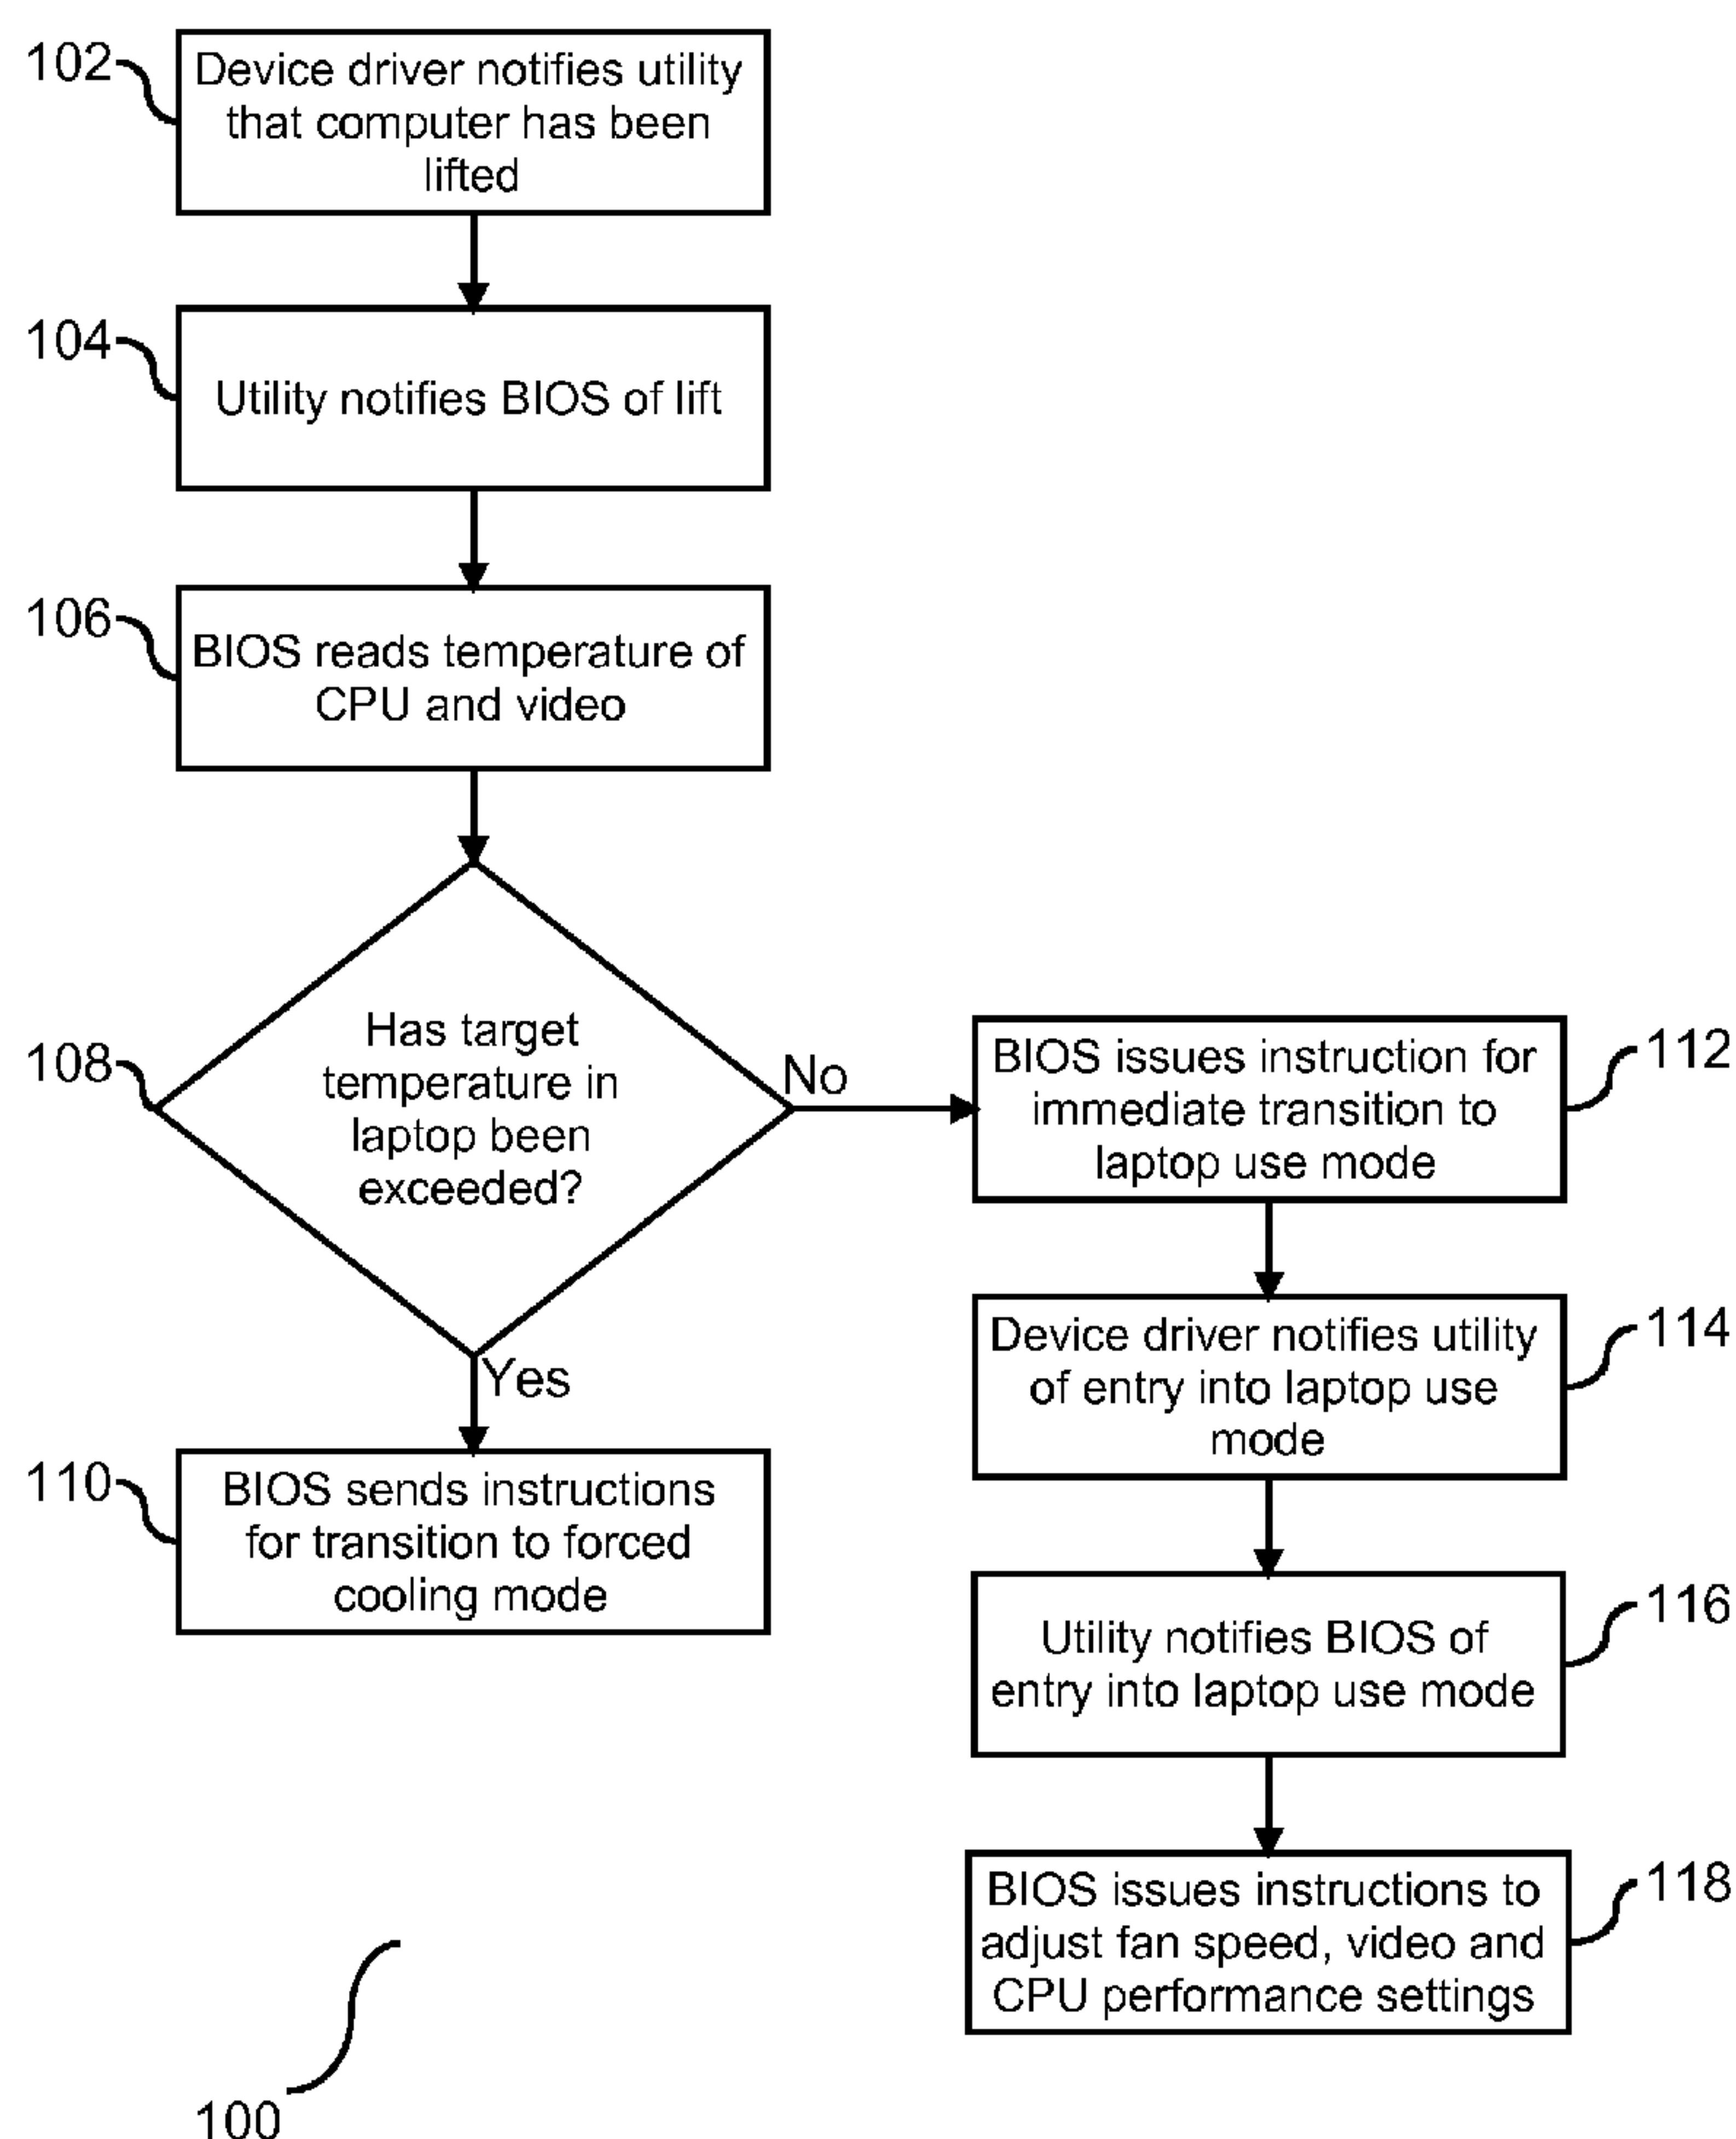 102
Device driver notifies utility
that computer has been
lifted
104
Utility notifies BIOS of lift
106
BIOS reads temperature of
CPU and video
108
Has target
temperature in
laptop been
exceeded?
No
Yes
110
BIOS sends instructions
for transition to forced
cooling mode
BIOS issues instruction for
immediate transition to
laptop use mode
112
Device driver notifies utility
of entry into laptop use
mode
114
Utility notifies BIOS of
entry into laptop use mode
116
BIOS issues instructions to
adjust fan speed, video and
CPU performance settings
118
100